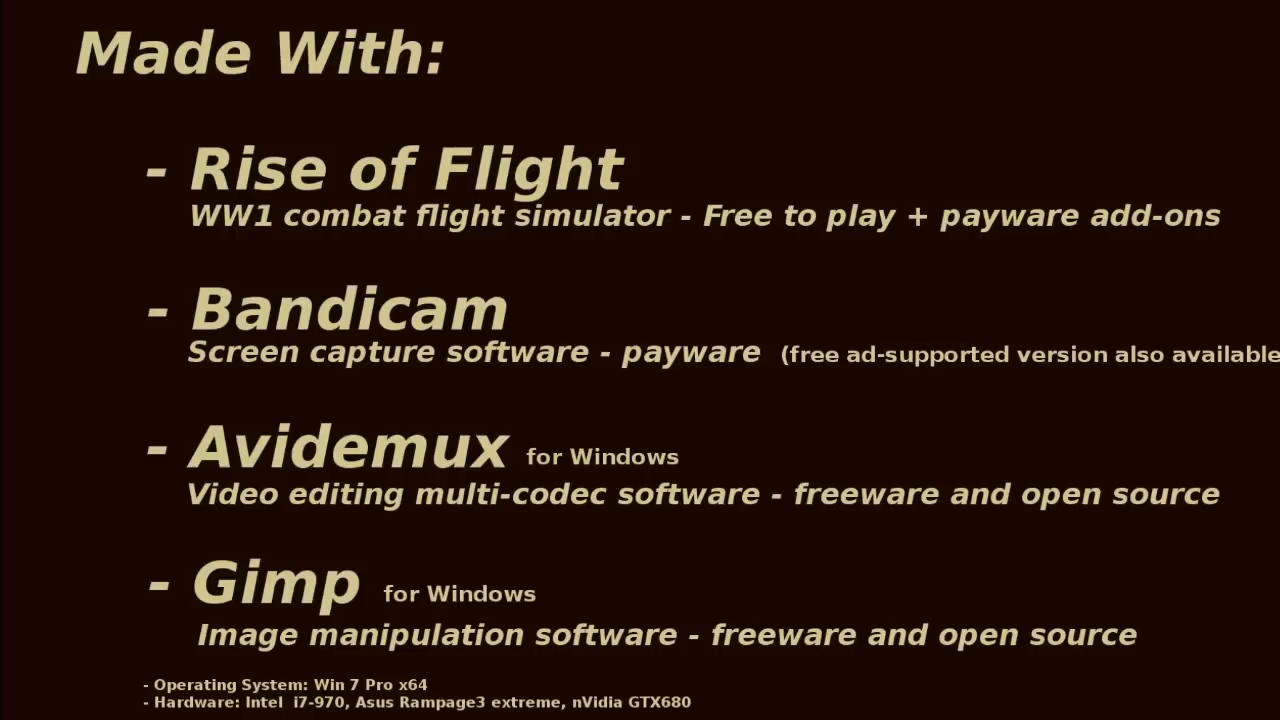 Made With:
- Rise of Flight
WW1 combat flight simulator - Free to play + payware add-ons
- Bandicam
Screen capture software - payware (free ad-supported version also available
- Avidemux for Windows
Video editing multi-codec software - freeware and open source
- Gimp for Windows
Image manipulation software - freeware and open source
- Operating System: Win 7 Pro x64
- Hardware: Intel  i7-970, Asus Rampage3 extreme, nVidia GTX680